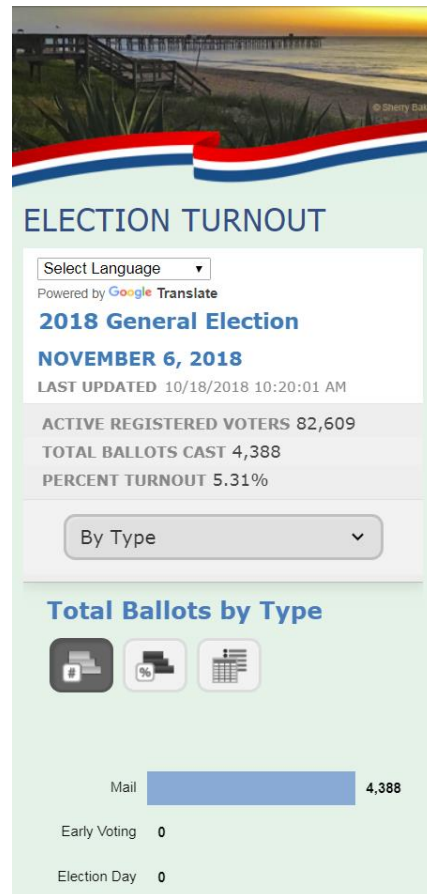 © Sherry
ELECTION TURNOUT
Select Language
Powered by Google Translate
2018 General Election
NOVEMBER 6, 2018
LAST UPDATED 10/18/2018 10:20:01 AM
ACTIVE REGISTERED VOTERS 82,609
TOTAL BALLOTS CAST 4,388
PERCENT TURNOUT 5.31%
By Type
Total Ballots by Type
# %
Mail 4,388
Early Voting 0
Election Day 0